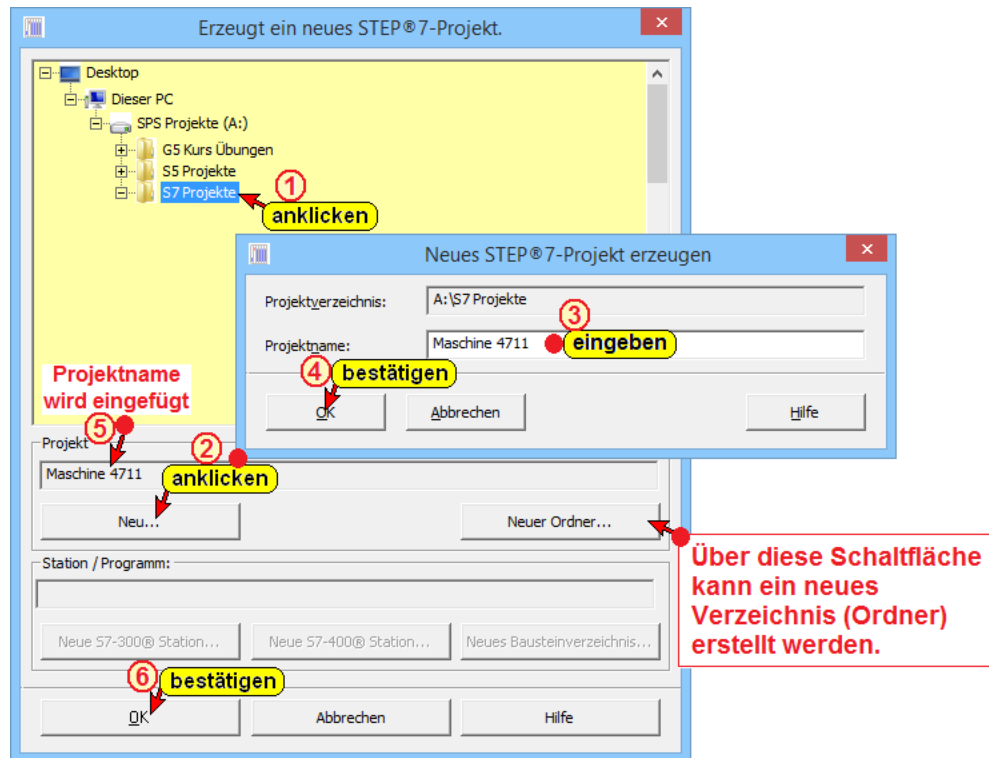 Erzeugt ein neues STEP®7-Projekt.
Desktop
Dieser PC
SPS Projekte (A:)
G5 Kurs Übungen
S5 Projekte
S7 Projekte
1
anklicken
Neues STEP®7-Projekt erzeugen
Projektverzeichnis: A:\S7 Projekte
3
Projektname: Maschine 4711 eingeben
4 bestätigen
OK Abbrechen Hilfe
Projektname
wird eingefügt
5
Projekt
2
Maschine 4711 anklicken
Neu... Neuer Ordner...
Über diese Schaltfläche
kann ein neues
Verzeichnis (Ordner)
erstellt werden.
Station / Programm:
Neue S7-300® Station... Neue S7-400® Station... Neues Bausteinverzeichnis...
6 bestätigen
OK Abbrechen Hilfe